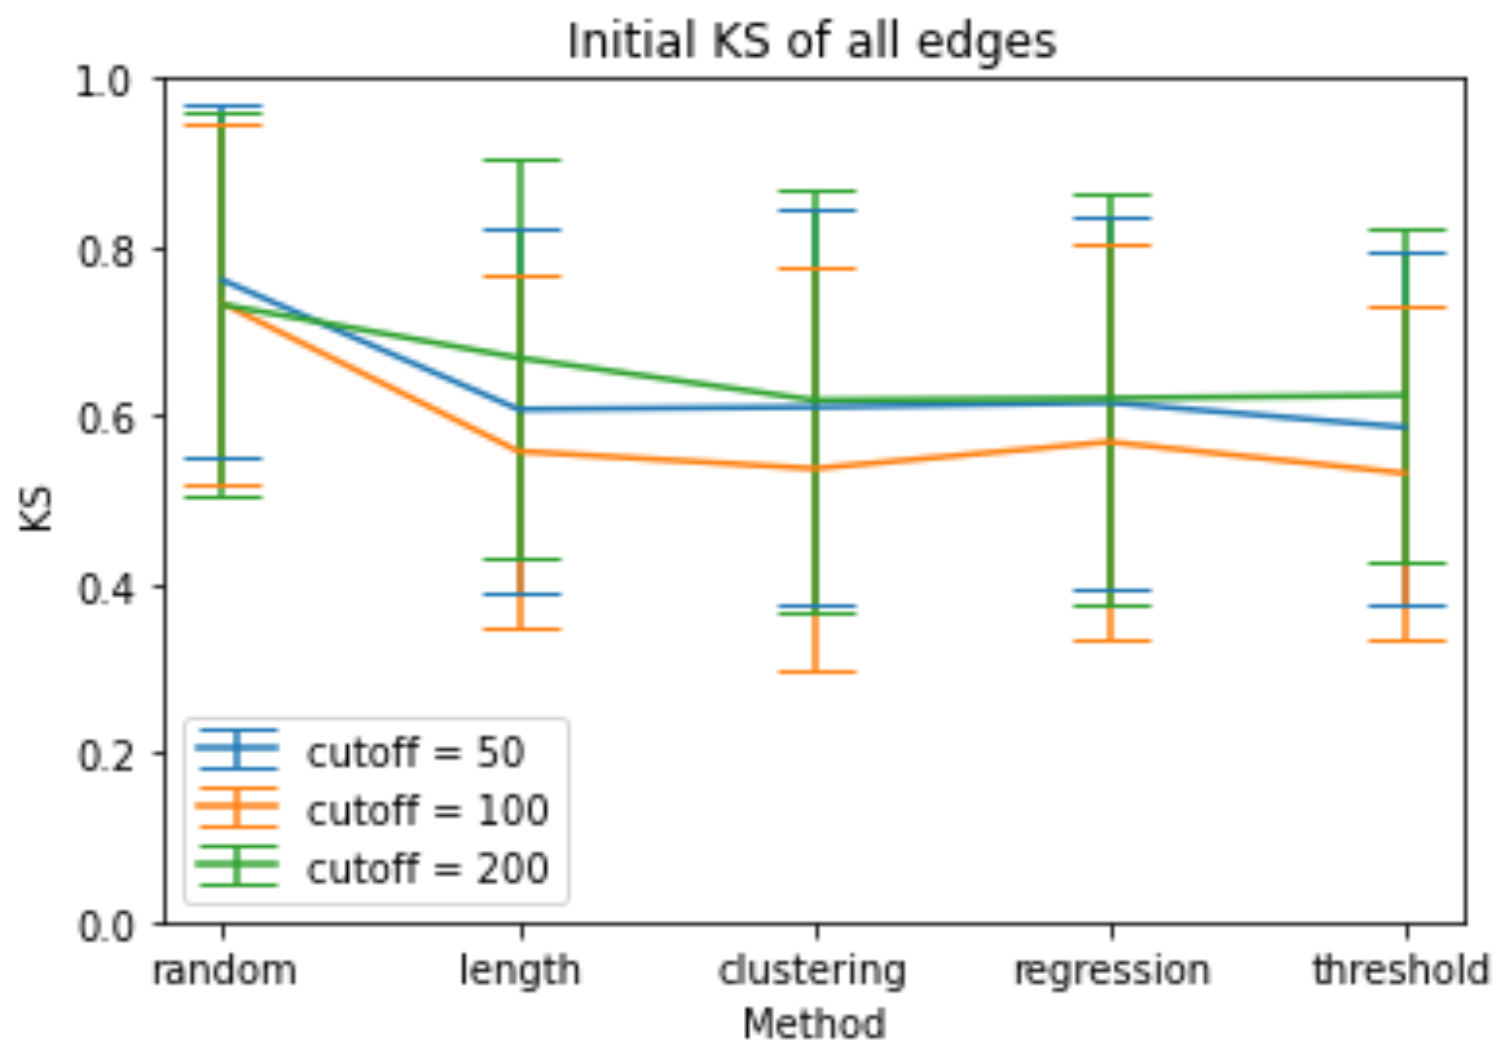 Initial KS of all edges
1.0
0.8
0.6
0.4
0.2
0.0
KS
cutoff = 50
cutoff = 100
cutoff = 200
random length clustering regression threshold
Method